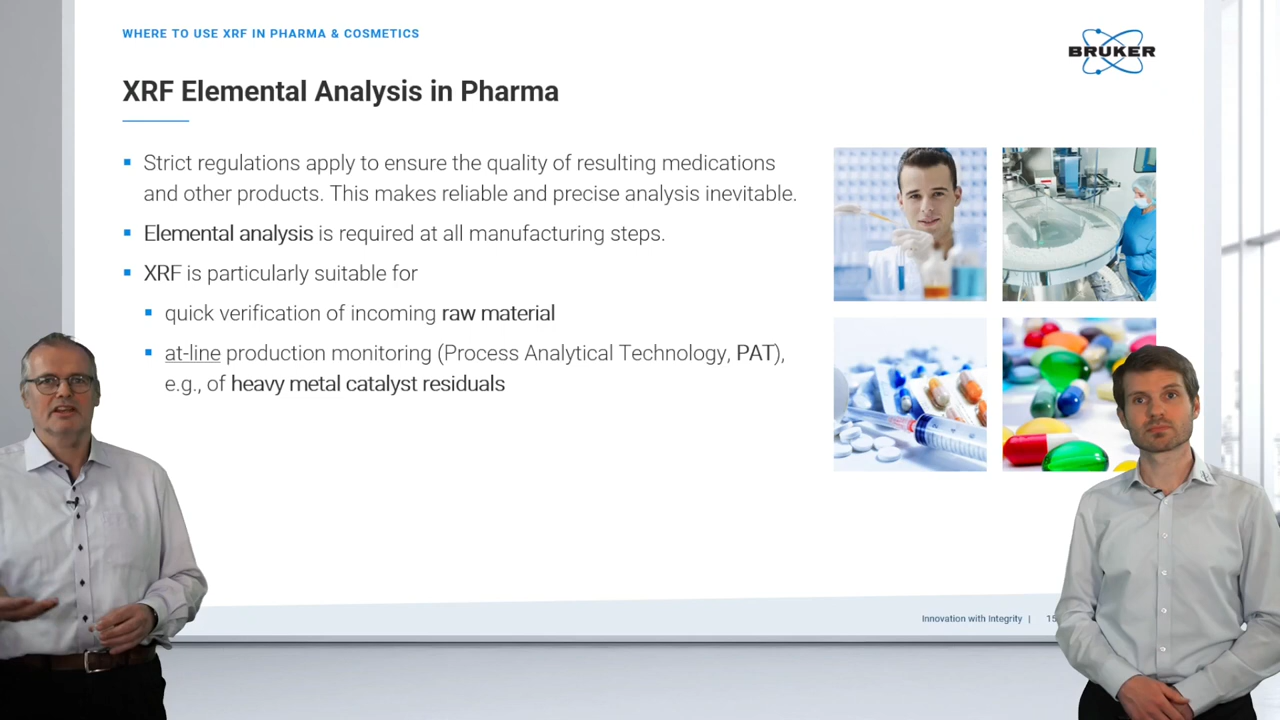 WHERE TO USE XRF IN PHARMA & COSMETICS
BRUKER
XRF Elemental Analysis in Pharma
Strict regulations apply to ensure the quality of resulting medications
and other products. This makes reliable and precise analysis inevitable.
Elemental analysis is required at all manufacturing steps.
XRF is particularly suitable for
quick verification of incoming raw material
at-line production monitoring (Process Analytical Technology, PAT),
e.g., of heavy metal catalyst residuals
Innovation with Integrity |